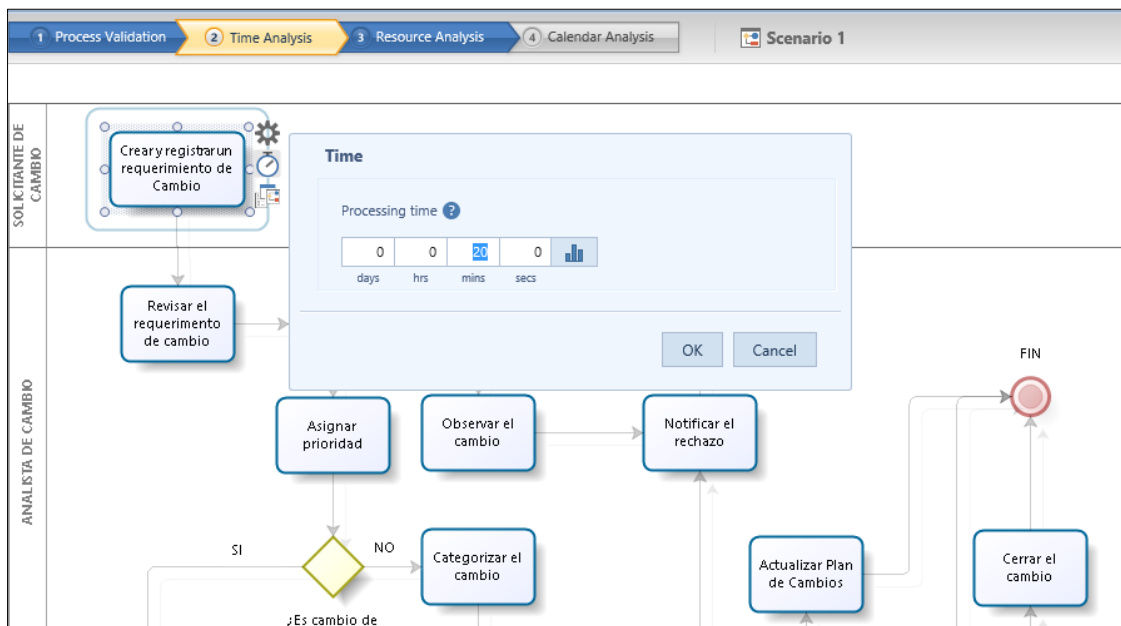 1 Process Validation
2 Time Analysis
3 Resource Analysis
4 Calendar Analysis
Scenario 1
SOLICITANTE DE
CAMBIO
Crear y registrar un
requerimiento de
Cambio
Time
Processing time ?
0 0 20 0
days hrs mins secs
OK Cancel
Revisar el
requerimento
de cambio
ANALISTA DE CAMBIO
FIN
Asignar
prioridad
Observar el
cambio
Notificar el
rechazo
SI
NO
Categorizar el
cambio
¿Es cambio de
Actualizar Plan
de Cambios
Cerrar el
cambio